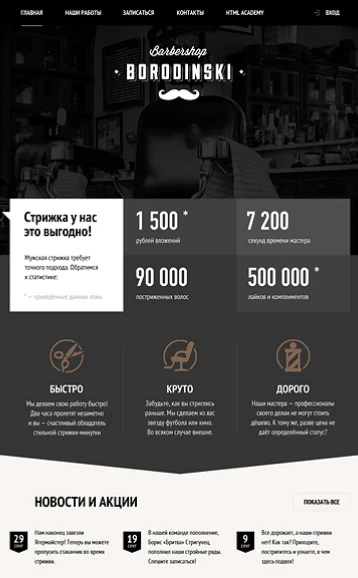 ГЛАВНАЯ НАШИ РАБОТЫ ЗАПИСАТЬСЯ КОНТАКТЫ HTML ACADEMY ВХОД
Barbershop
BORODINSKI
Стрижка у нас
это выгодно!
Мужская стрижка требует
точного подхода. Обратимся
к статистике:
* — приведённые данные ложь
1 500 *
рублей вложений
7 200
секунд времени мастера
90 000
постриженных волос
500 000 *
лайков и комплиментов
БЫСТРО
Мы делаем свою работу быстро!
Два часа пролетят незаметно
и вы — счастливый обладатель
стильной стрижки-минутки
КРУТО
Забудьте, как вы стриглись
раньше. Мы сделаем из вас
звезду футбола или кино.
Во всяком случае внешне.
ДОРОГО
Наши мастера — профессионалы
своего дела и не могут стоить
дёшево. К тому же, разве цена не
даёт определённый статус?
НОВОСТИ И АКЦИИ
ПОКАЗАТЬ ВСЕ
29
СЕНТ
Нам наконец завезли
Ягермайстер! Теперь вы можете
пропустить стаканчик во время
стрижки.
19
СЕНТ
В нашей команде пополнение,
Борис «Бритва» Стригунец,
пополнил наши стройные ряды.
Спешите записаться!
9
СЕНТ
Все дорожает, а наши стрижки
нет! Как так? Приходите,
постригитесь и узнаете, в чем
здесь подвох!